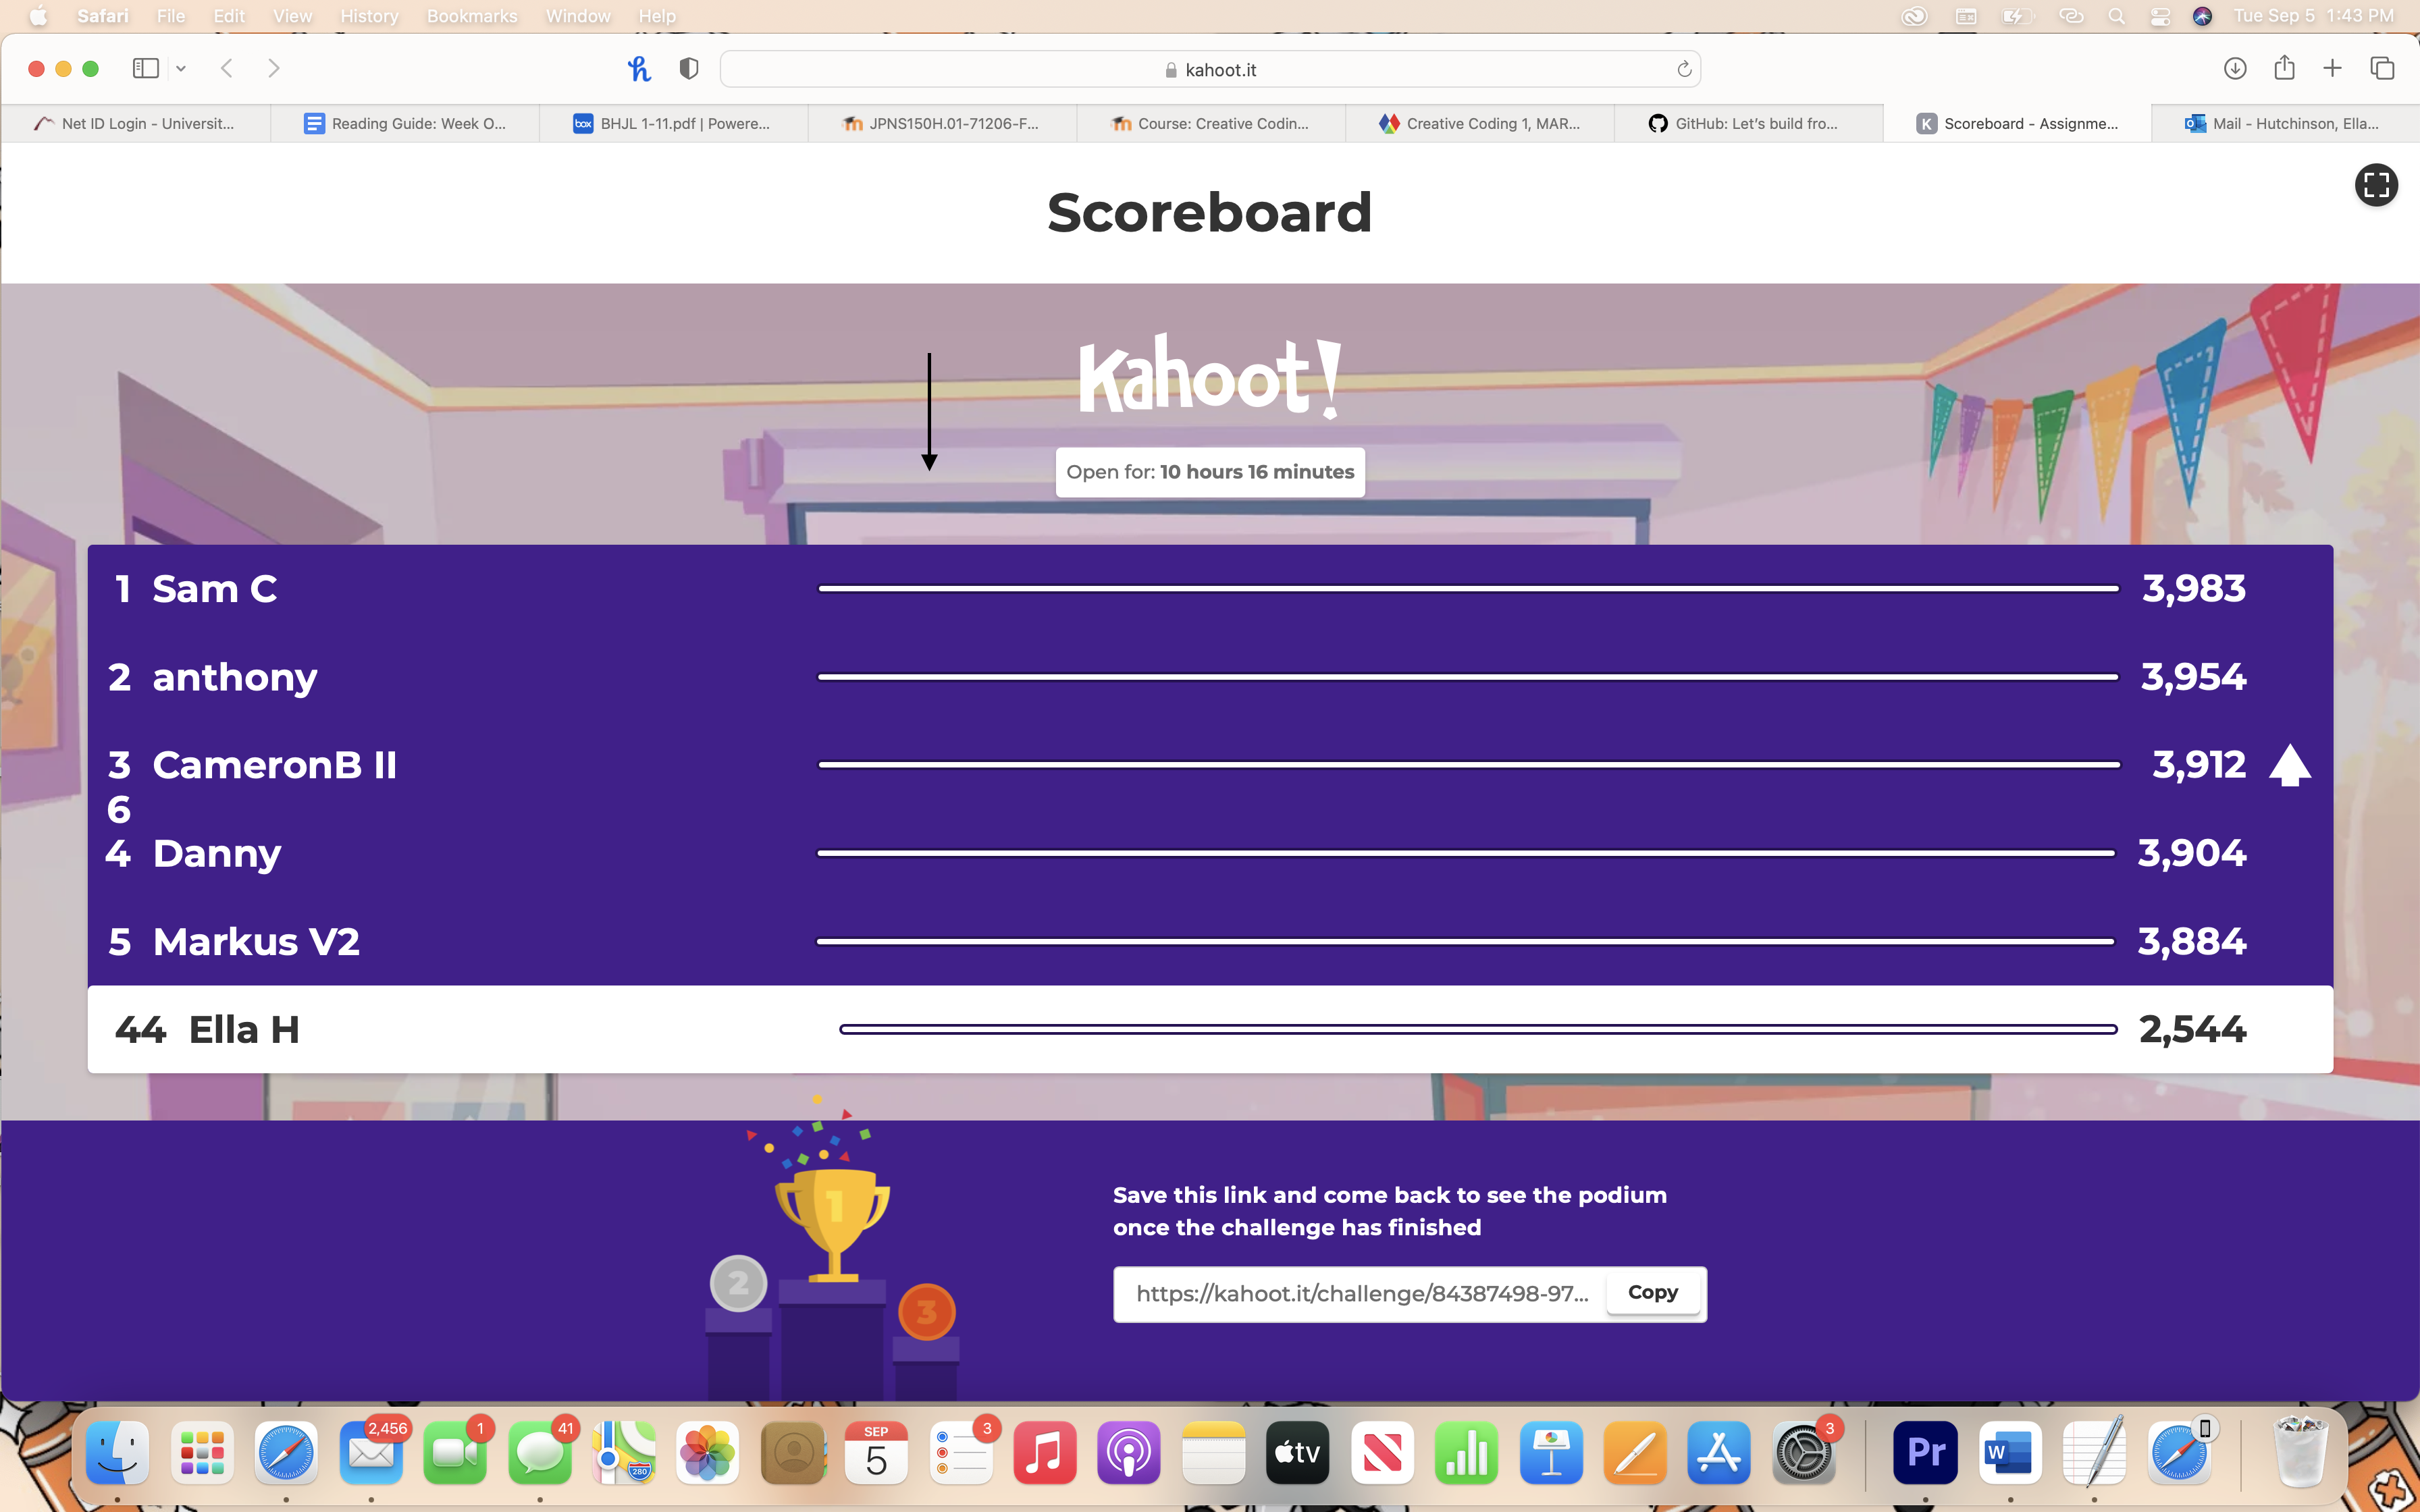 Safari File Edit View History Bookmarks Window Help Tue Sep 5 1:43 PM
kahoot.it
Net ID Login - Universit... Reading Guide: Week O... box BHJL 1-11.pdf | Powere... JPNS150H.01-71206-F... Course: Creative Codin... Creative Coding 1, MAR... GitHub: Let's build fro... K Scoreboard - Assignme... Mail - Hutchinson, Ella...
Scoreboard
Kahoot!
Open for: 10 hours 16 minutes
1 Sam C 3,983
2 anthony 3,954
3 CameronB II 3,912
6
4 Danny 3,904
5 Markus V2 3,884
44 Ella H 2,544
1
2
3
Save this link and come back to see the podium
once the challenge has finished
https://kahoot.it/challenge/84387498-97... Copy
2,456 1 41 280 SEP 5 3 tv 3 Pr W